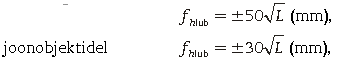 f_hlub = ±50√L (mm),
joonobjektidel f_hlub = ±30√L (mm),